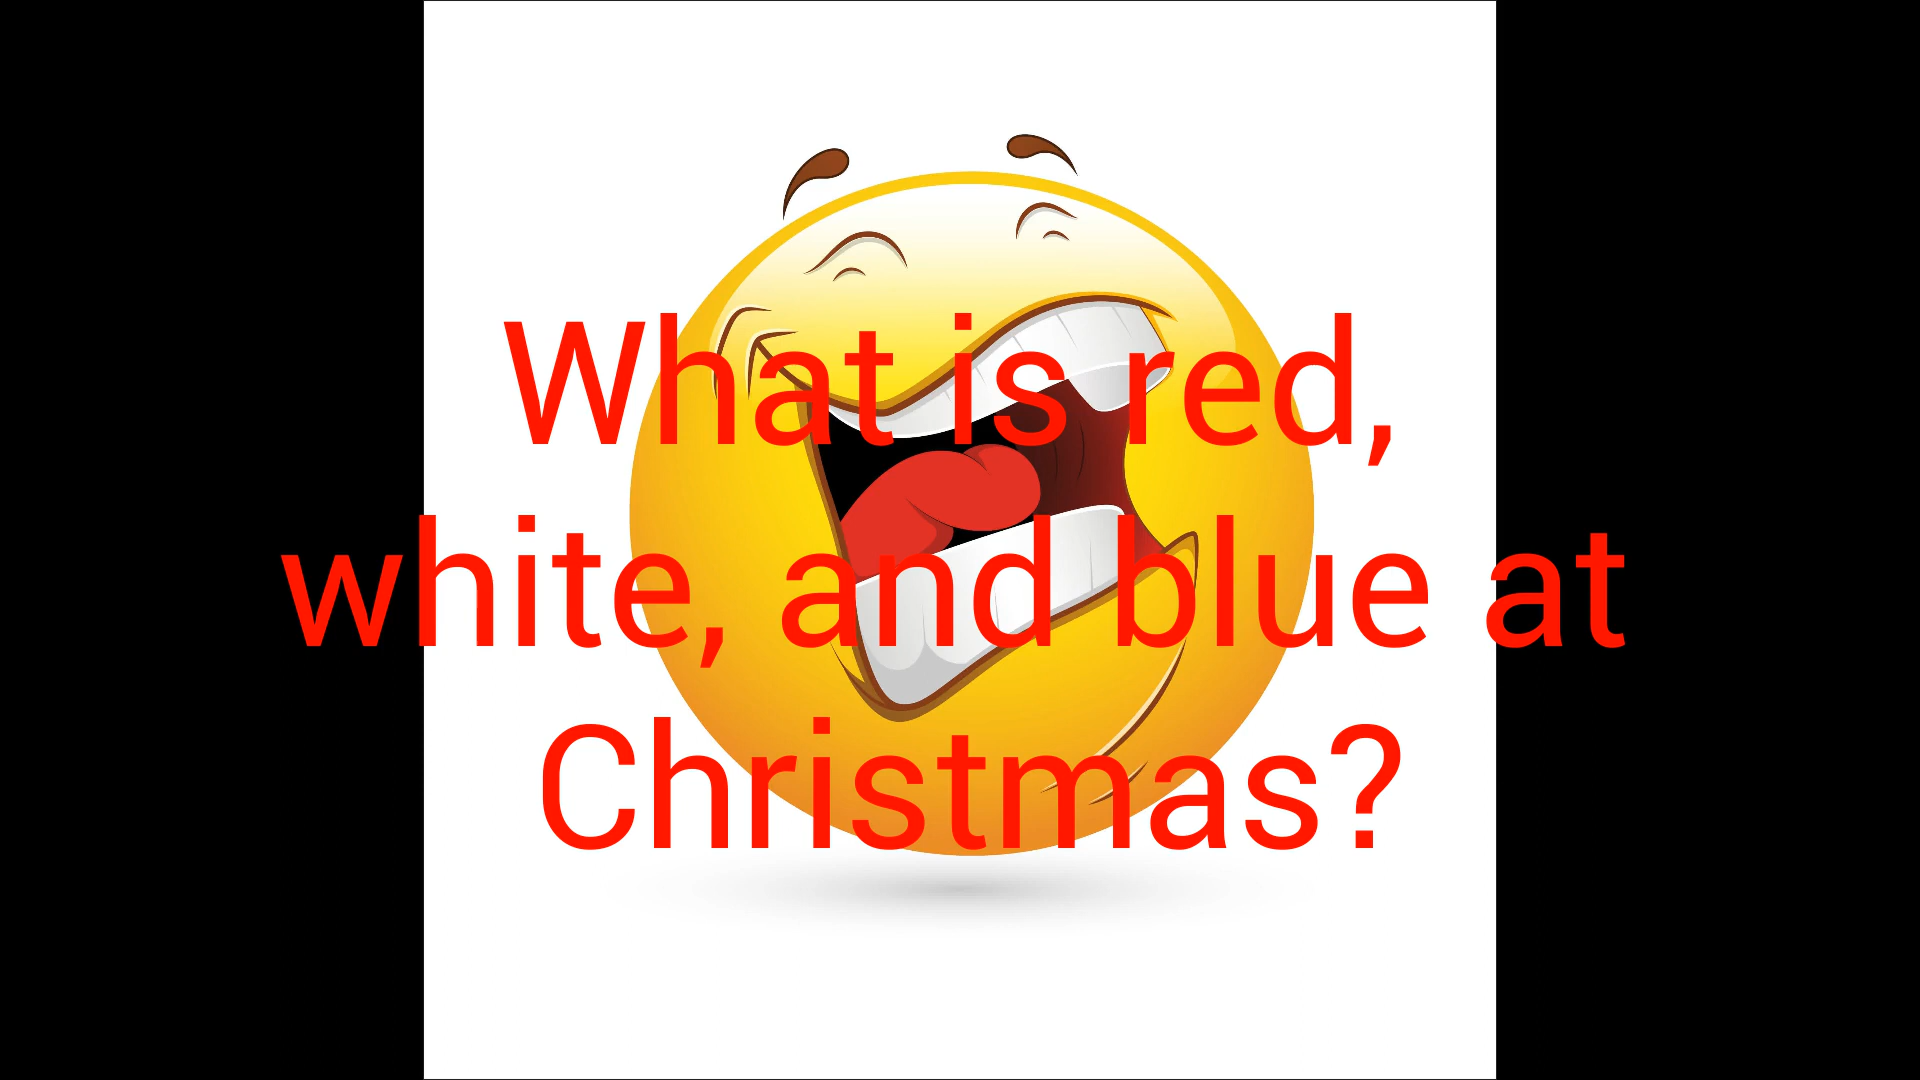 What is red,
white, and blue at
Christmas?